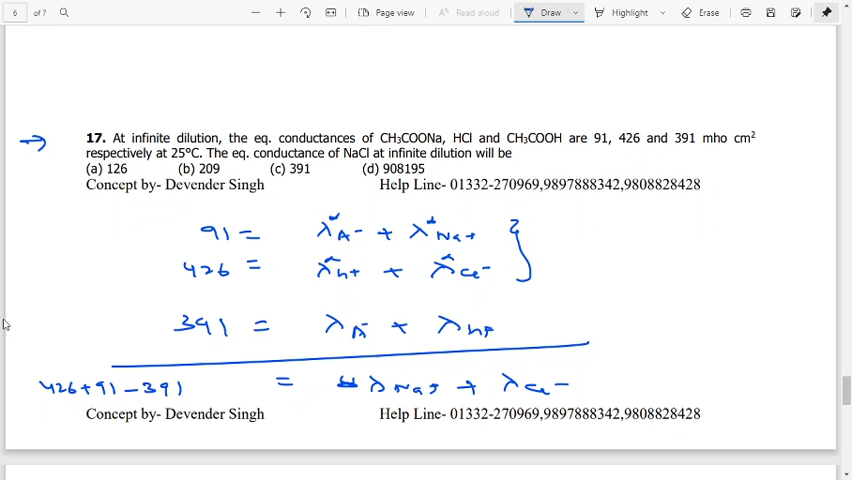 6 of 7 Page view Read aloud Draw Highlight Erase
17. At infinite dilution, the eq. conductances of CH₃COONa, HCl and CH₃COOH are 91, 426 and 391 mho cm²
respectively at 25°C. The eq. conductance of NaCl at infinite dilution will be
(a) 126 (b) 209 (c) 391 (d) 908195
Concept by- Devender Singh Help Line- 01332-270969,9897888342,9808828428
91 = λ°A- + λ°Na+
426 = λ°H+ + λ°Cl-
391 = λA- + λH+
426+91-391 = λNa+ + λCl-
Concept by- Devender Singh Help Line- 01332-270969,9897888342,9808828428